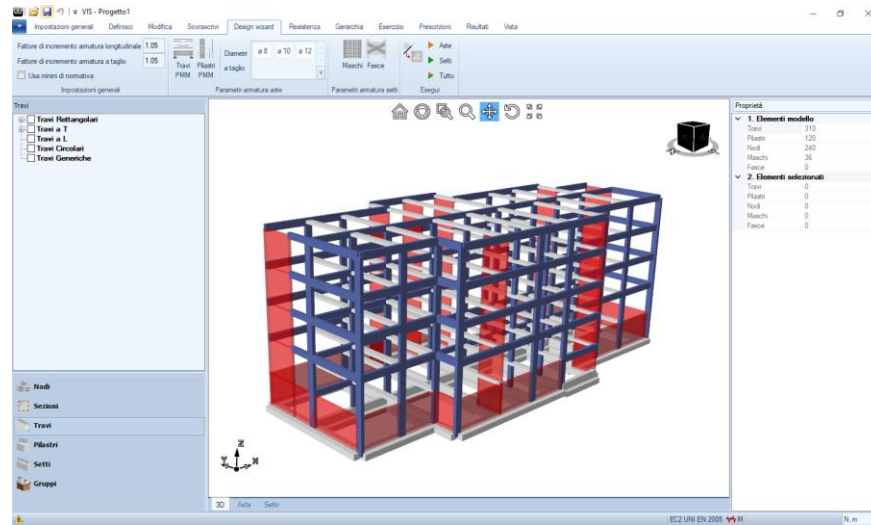 VIS - Progetto1
Impostazioni generali Definisci Modifica Sovrascrivi Design wizard Resistenza Gerarchia Esercizio Prescrizioni Risultati Vista
Fattore di incremento armatura longitudinale 1.05
Fattore di incremento armatura a taglio 1.05
Usa minimi di normativa
Impostazioni generali
Travi PMM
Pilastri PMM
Diametri a taglio
ø 8 ø 10 ø 12
Parametri armatura aste
Maschi Fasce
Parametri armatura setti
Aste
Setti
Tutto
Esegui
Travi
Travi Rettangolari
Travi a T
Travi a L
Travi Circolari
Travi Generiche
Nodi
Sezioni
Travi
Pilastri
Setti
Gruppi
Z
Y X
3D Asta Setto
Proprietà
1. Elementi modello
Travi 310
Pilastri 120
Nodi 240
Maschi 36
Fasce 0
2. Elementi selezionati
Travi 0
Pilastri 0
Nodi 0
Maschi 0
Fasce 0
EC2 UNI EN 2005 M N, m